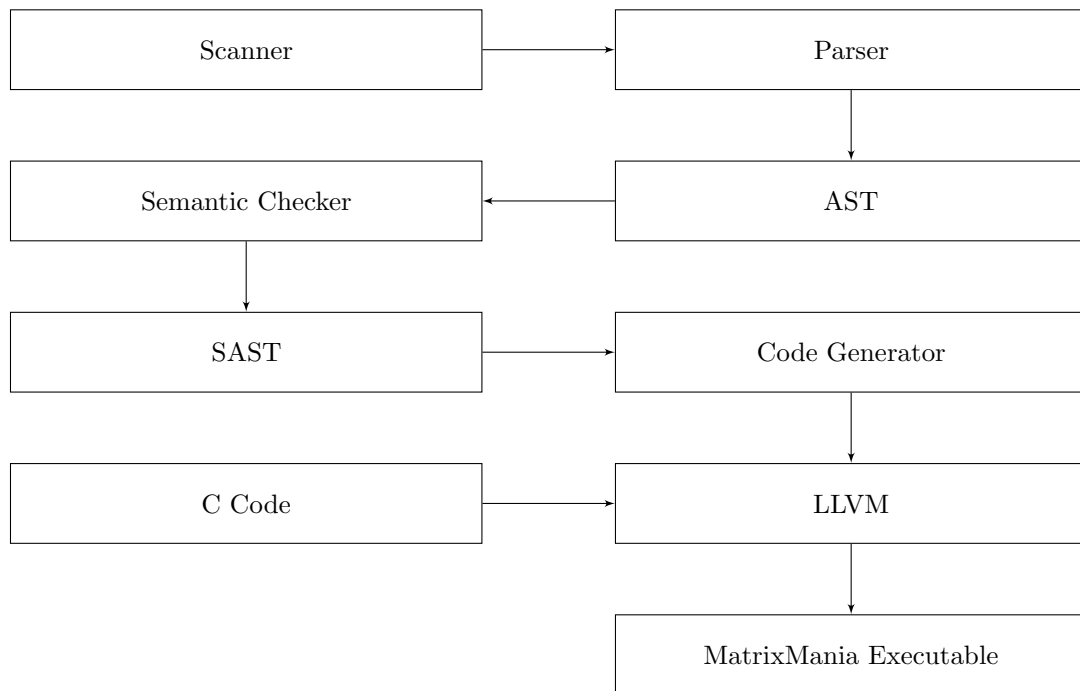 Scanner
Parser
Semantic Checker
AST
SAST
Code Generator
C Code
LLVM
MatrixMania Executable